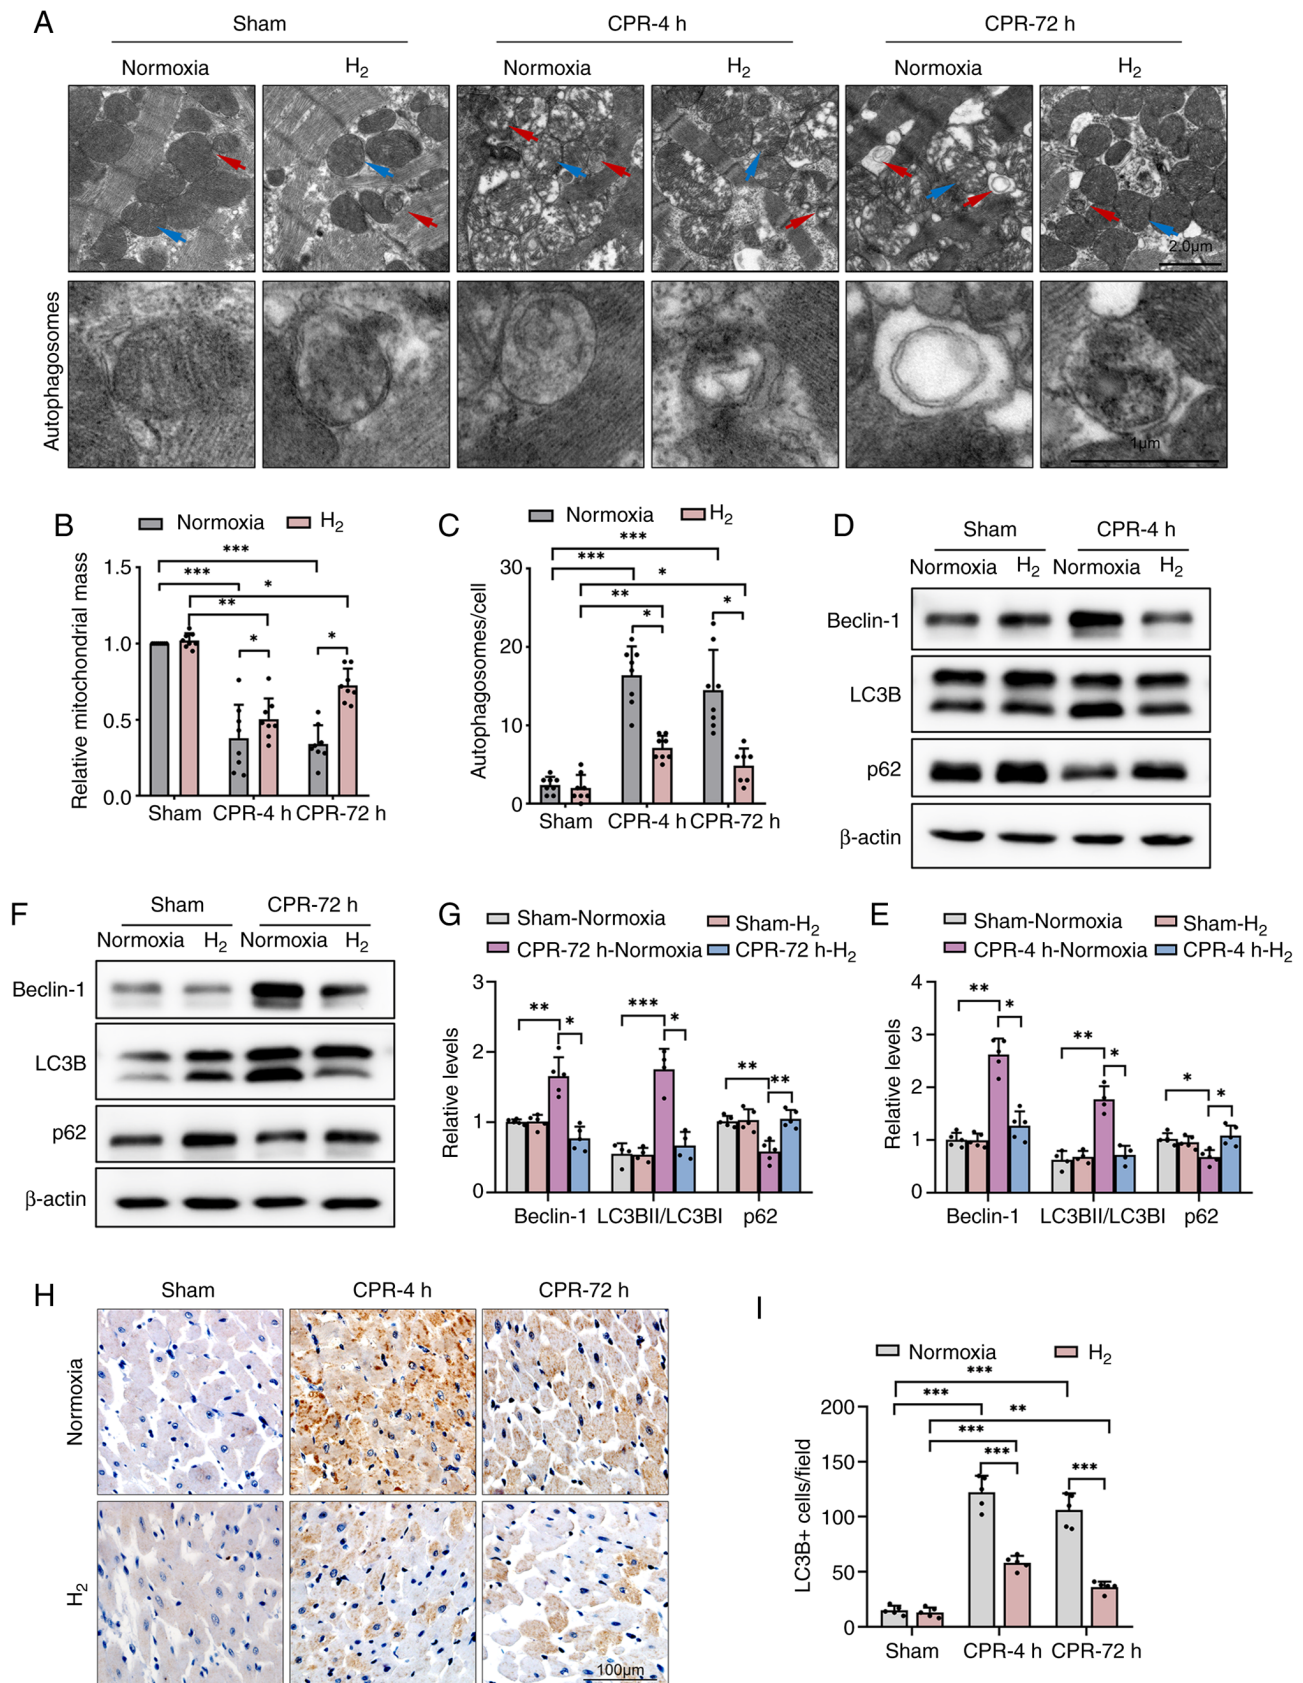 A
Sham
CPR-4 h
CPR-72 h
Normoxia
H2
Normoxia
H2
Normoxia
H2
2.0μm
Autophagosomes
1μm
B
Normoxia
H2
***
***
*
**
*
*
Relative mitochondrial mass
1.5
1.0
0.5
0.0
Sham
CPR-4 h
CPR-72 h
C
Normoxia
H2
***
***
*
**
*
*
Autophagosomes/cell
30
20
10
0
Sham
CPR-4 h
CPR-72 h
D
Sham
CPR-4 h
Normoxia
H2
Normoxia
H2
Beclin-1
LC3B
p62
β-actin
F
Sham
CPR-72 h
Normoxia
H2
Normoxia
H2
Beclin-1
LC3B
p62
β-actin
G
Sham-Normoxia
Sham-H2
CPR-72 h-Normoxia
CPR-72 h-H2
Relative levels
3
2
1
0
**
*
***
*
**
**
Beclin-1
LC3BII/LC3BI
p62
E
Sham-Normoxia
Sham-H2
CPR-4 h-Normoxia
CPR-4 h-H2
Relative levels
4
3
2
1
0
**
*
**
*
*
*
Beclin-1
LC3BII/LC3BI
p62
H
Sham
CPR-4 h
CPR-72 h
Normoxia
H2
100μm
I
Normoxia
H2
***
***
**
***
***
***
LC3B+ cells/field
200
150
100
50
0
Sham
CPR-4 h
CPR-72 h